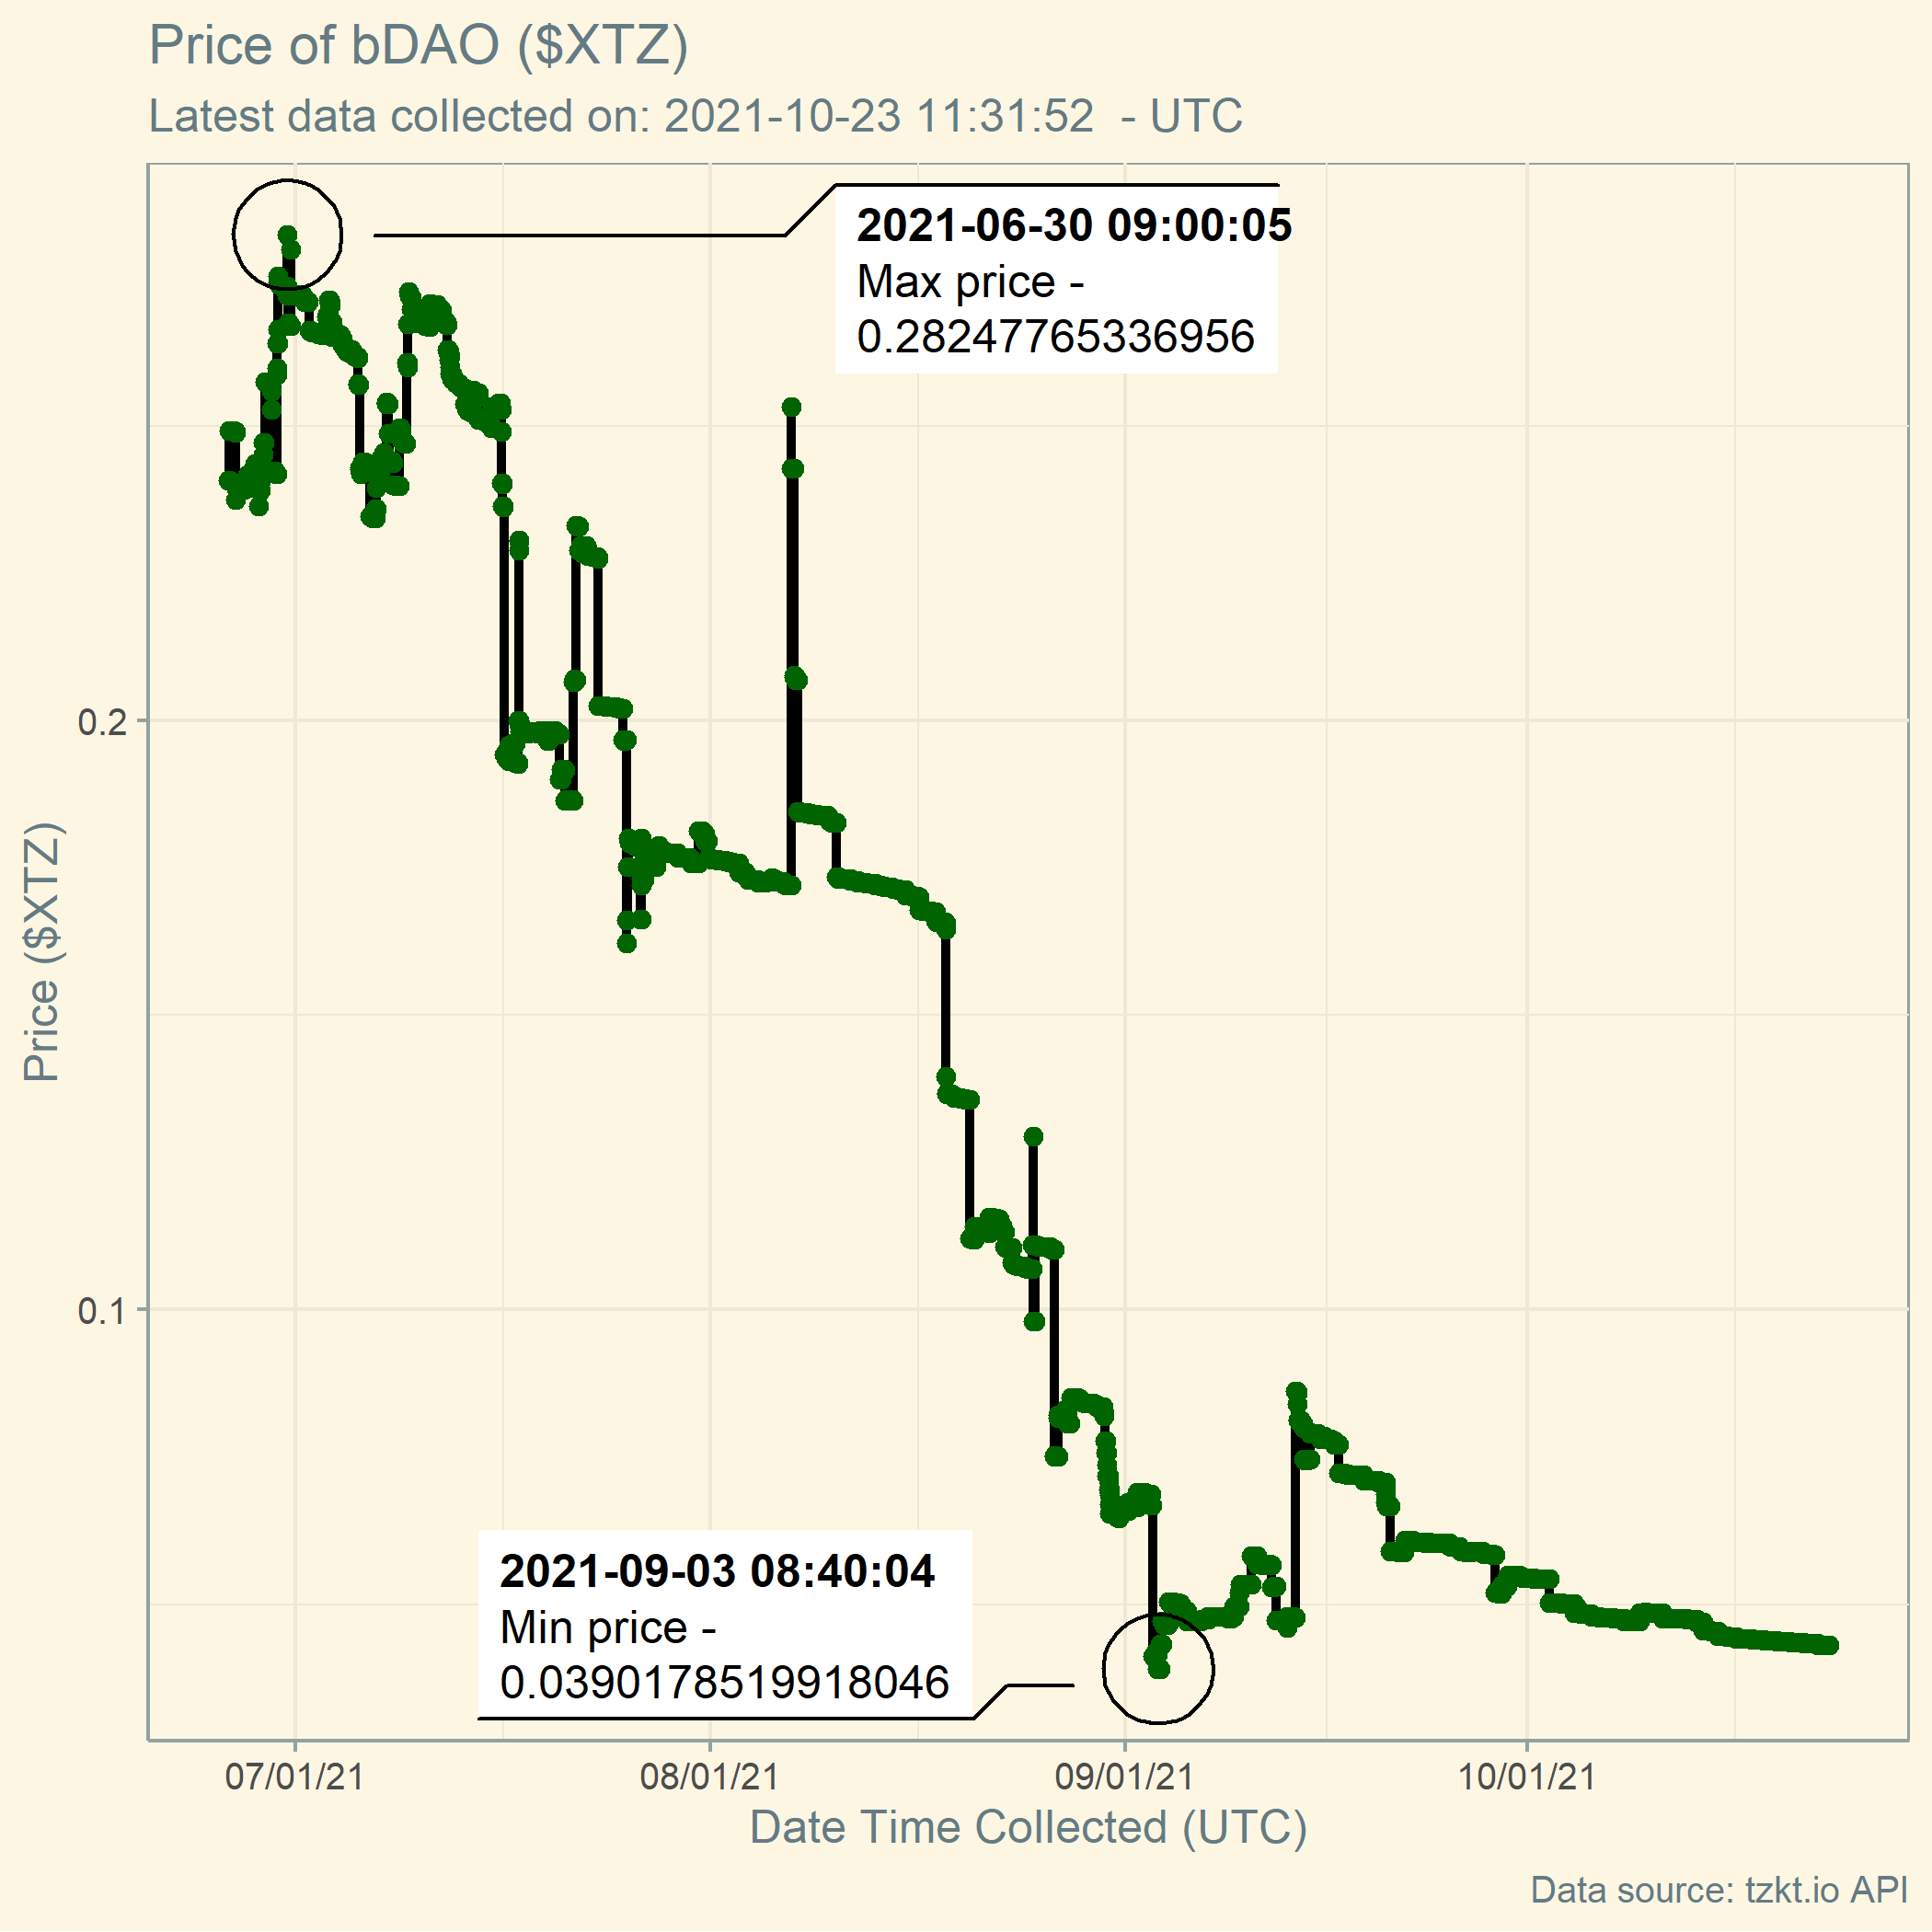 Price of bDAO ($XTZ)
Latest data collected on: 2021-10-23 11:31:52  - UTC
2021-06-30 09:00:05
Max price -
0.28247765336956
Price ($XTZ)
0.2
0.1
2021-09-03 08:40:04
Min price -
0.0390178519918046
07/01/21
08/01/21
09/01/21
10/01/21
Date Time Collected (UTC)
Data source: tzkt.io API